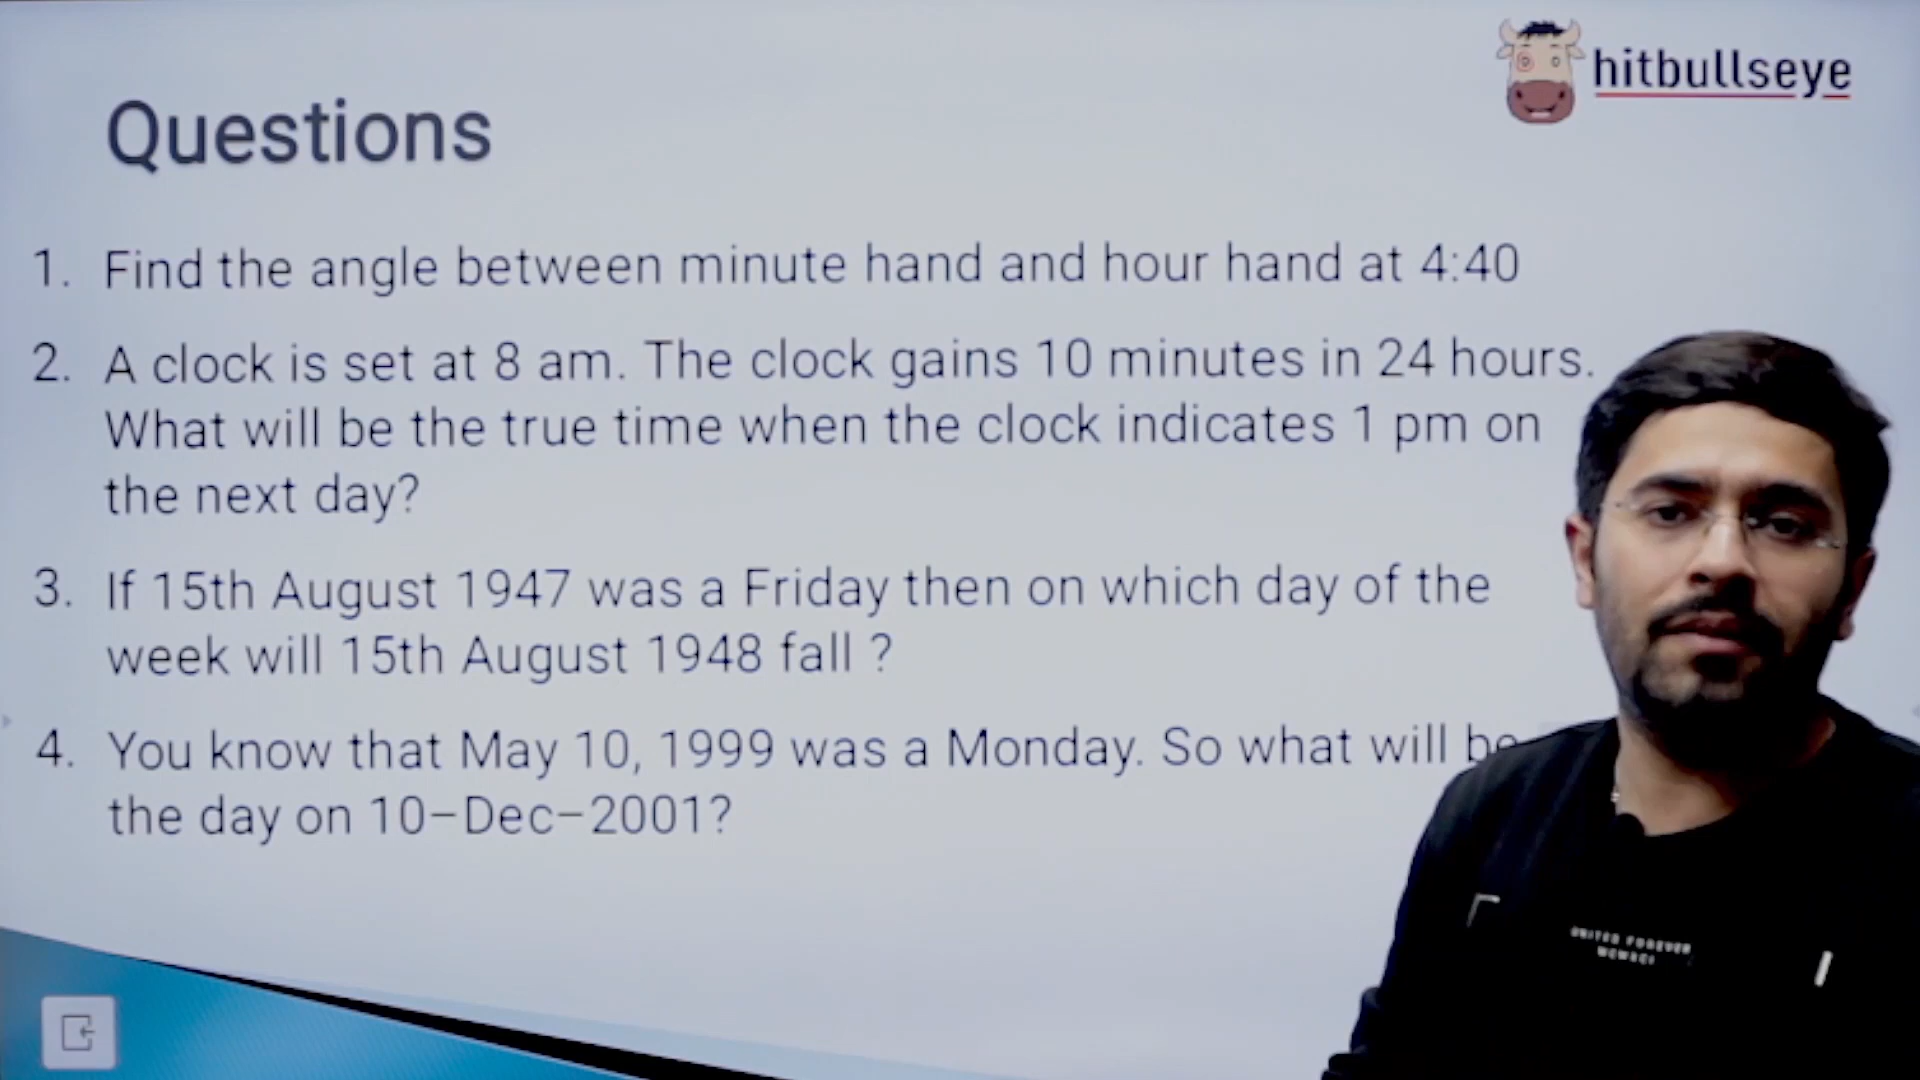 hitbullseye
Questions
1. Find the angle between minute hand and hour hand at 4:40
2. A clock is set at 8 am. The clock gains 10 minutes in 24 hours.
What will be the true time when the clock indicates 1 pm on
the next day?
3. If 15th August 1947 was a Friday then on which day of the
week will 15th August 1948 fall ?
4. You know that May 10, 1999 was a Monday. So what will be
the day on 10–Dec–2001?
UNITED FOREVER